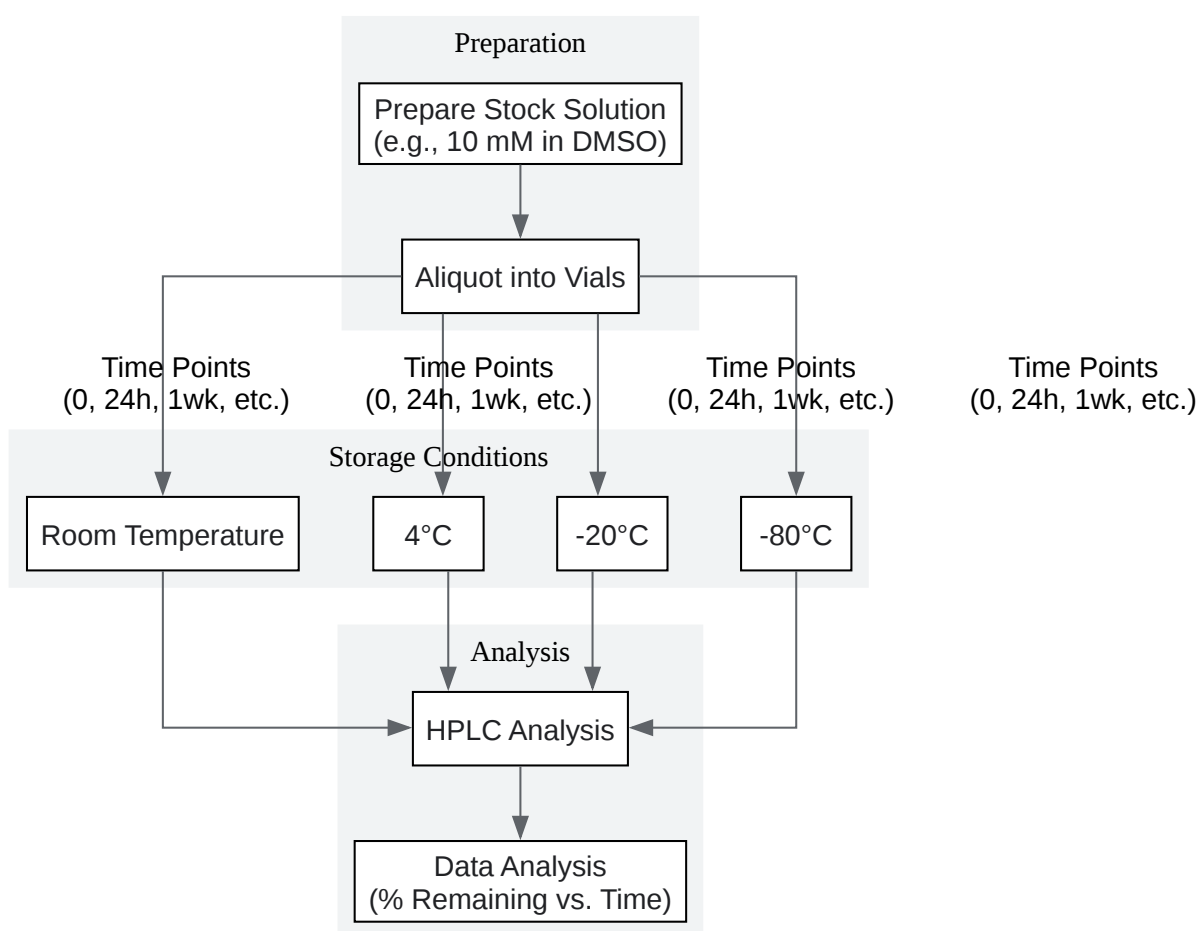 Preparation
Prepare Stock Solution
(e.g., 10 mM in DMSO)
Aliquot into Vials
Time Points
(0, 24h, 1wk, etc.)
Time Points
(0, 24h, 1wk, etc.)
Time Points
(0, 24h, 1wk, etc.)
Time Points
(0, 24h, 1wk, etc.)
Storage Conditions
Room Temperature
4°C
-20°C
-80°C
Analysis
HPLC Analysis
Data Analysis
(% Remaining vs. Time)